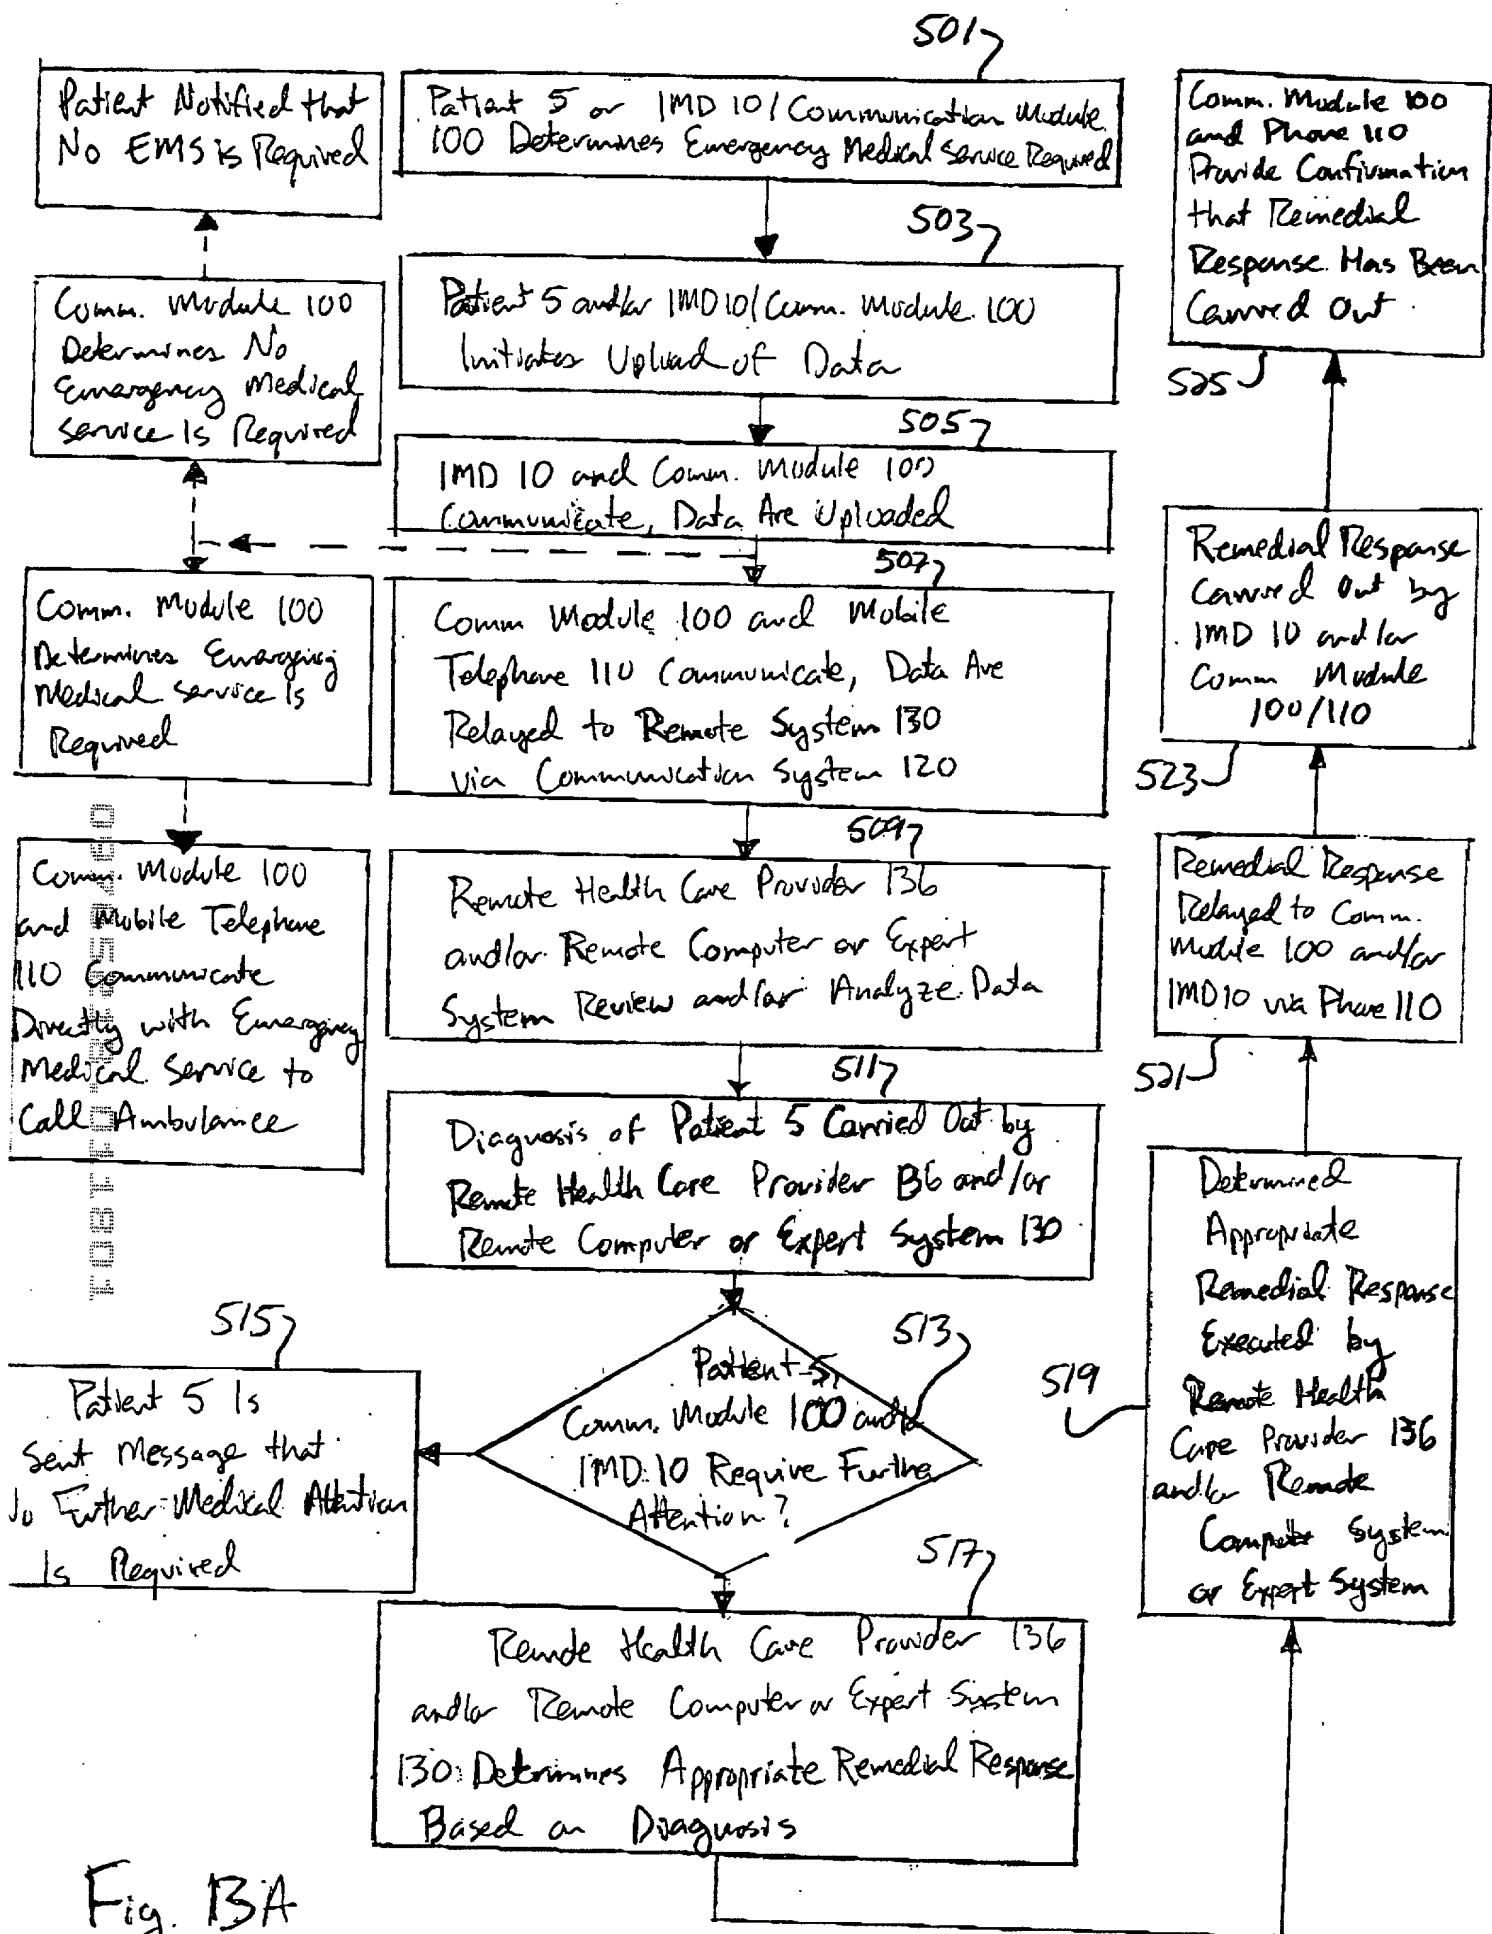 501
Patient 5 or IMD 10/Communication Module
100 Determines Emergency Medical Service Required
503
Patient 5 and/or IMD 10/Comm. Module 100
Initiates Upload of Data
505
IMD 10 and Comm. Module 100
Communicate, Data Are Uploaded
507
Comm Module 100 and Mobile
Telephone 110 Communicate, Data Are
Relayed to Remote System 130
via Communication System 120
509
Remote Health Care Provider 136
and/or Remote Computer or Expert
System Review and/or Analyze Data
511
Diagnosis of Patient 5 Carried Out by
Remote Health Care Provider 136 and/or
Remote Computer or Expert System 130
513
Patient 5,
Comm. Module 100 and/or
IMD 10 Require Further
Attention?
515
Patient 5 Is
Sent Message that
No Further Medical Attention
Is Required
517
Remote Health Care Provider 136
and/or Remote Computer or Expert System
130 Determines Appropriate Remedial Response
Based on Diagnosis
519
Determined
Appropriate
Remedial Response
Executed by
Remote Health
Care Provider 136
and/or Remote
Compute System
or Expert System
521
Remedial Response
Relayed to Comm.
Module 100 and/or
IMD 10 via Phone 110
523
Remedial Response
Carried Out by
IMD 10 and/or
Comm Module
100/110
525
Comm. Module 100
and Phone 110
Provide Confirmation
that Remedial
Response Has Been
Carried Out
Patient Notified that
No EMS is Required
Comm. Module 100
Determines No
Emergency Medical
Service Is Required
Comm. Module 100
Determines Emergency
Medical Service Is
Required
Comm. Module 100
and Mobile Telephone
110 Communicate
Directly with Emergency
Medical Service to
Call Ambulance
Fig. 13A